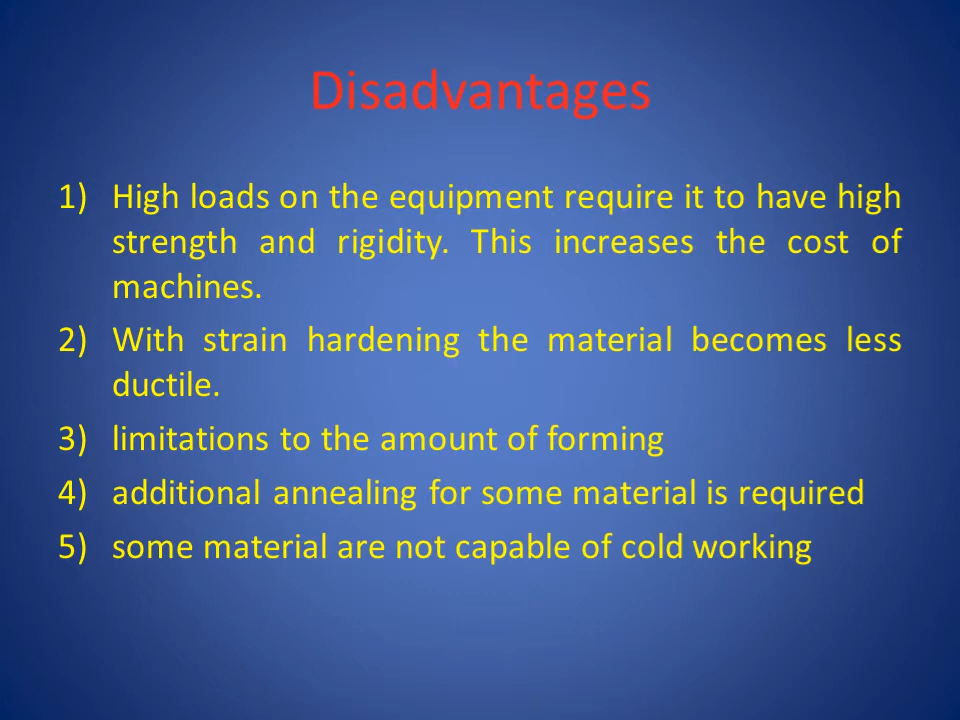 Disadvantages
1) High loads on the equipment require it to have high
strength and rigidity. This increases the cost of
machines.
2) With strain hardening the material becomes less
ductile.
3) limitations to the amount of forming
4) additional annealing for some material is required
5) some material are not capable of cold working